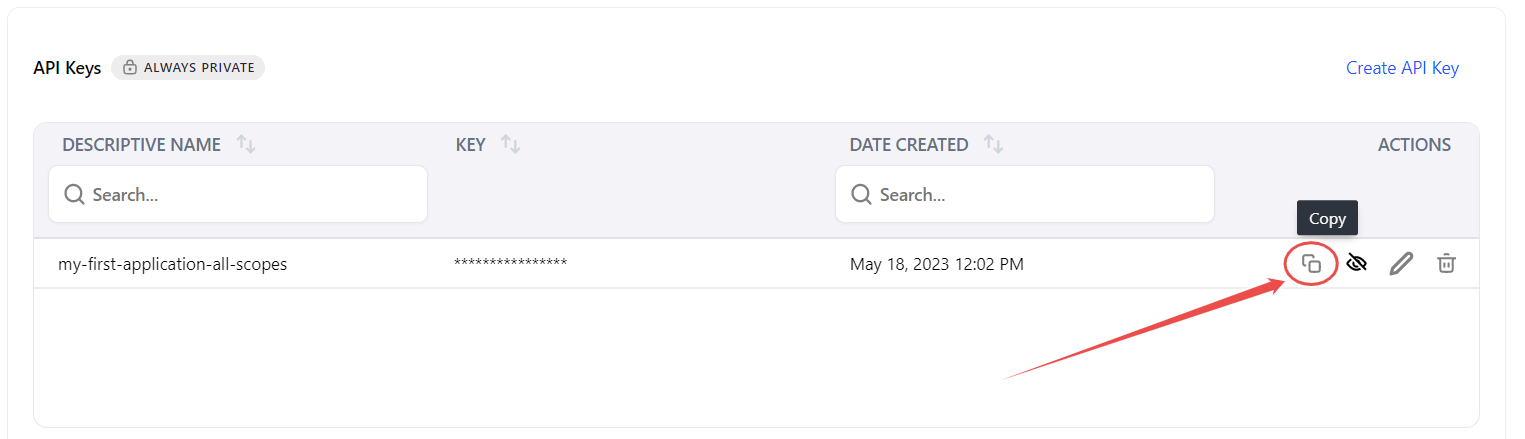 API Keys ALWAYS PRIVATE Create API Key
DESCRIPTIVE NAME KEY DATE CREATED ACTIONS
Search... Search...
Copy
my-first-application-all-scopes **************** May 18, 2023 12:02 PM